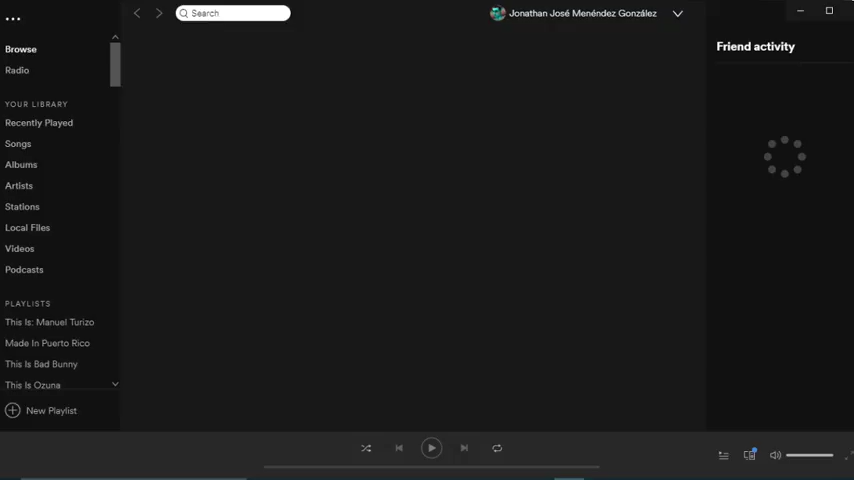 Search
Jonathan José Menéndez González
Friend activity
Browse
Radio
YOUR LIBRARY
Recently Played
Songs
Albums
Artists
Stations
Local Files
Videos
Podcasts
PLAYLISTS
This Is: Manuel Turizo
Made In Puerto Rico
This Is Bad Bunny
This Is Ozuna
New Playlist